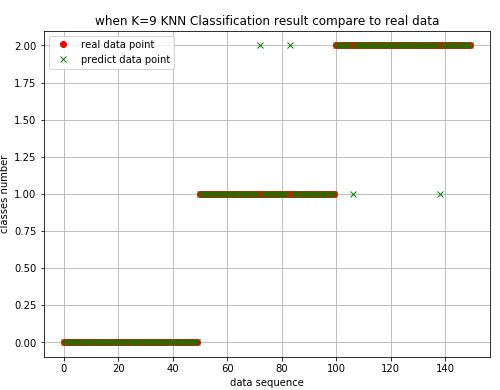 when K=9 KNN Classification result compare to real data
real data point
predict data point
2.00
1.75
1.50
1.25
1.00
0.75
0.50
0.25
0.00
classes number
0 20 40 60 80 100 120 140
data sequence